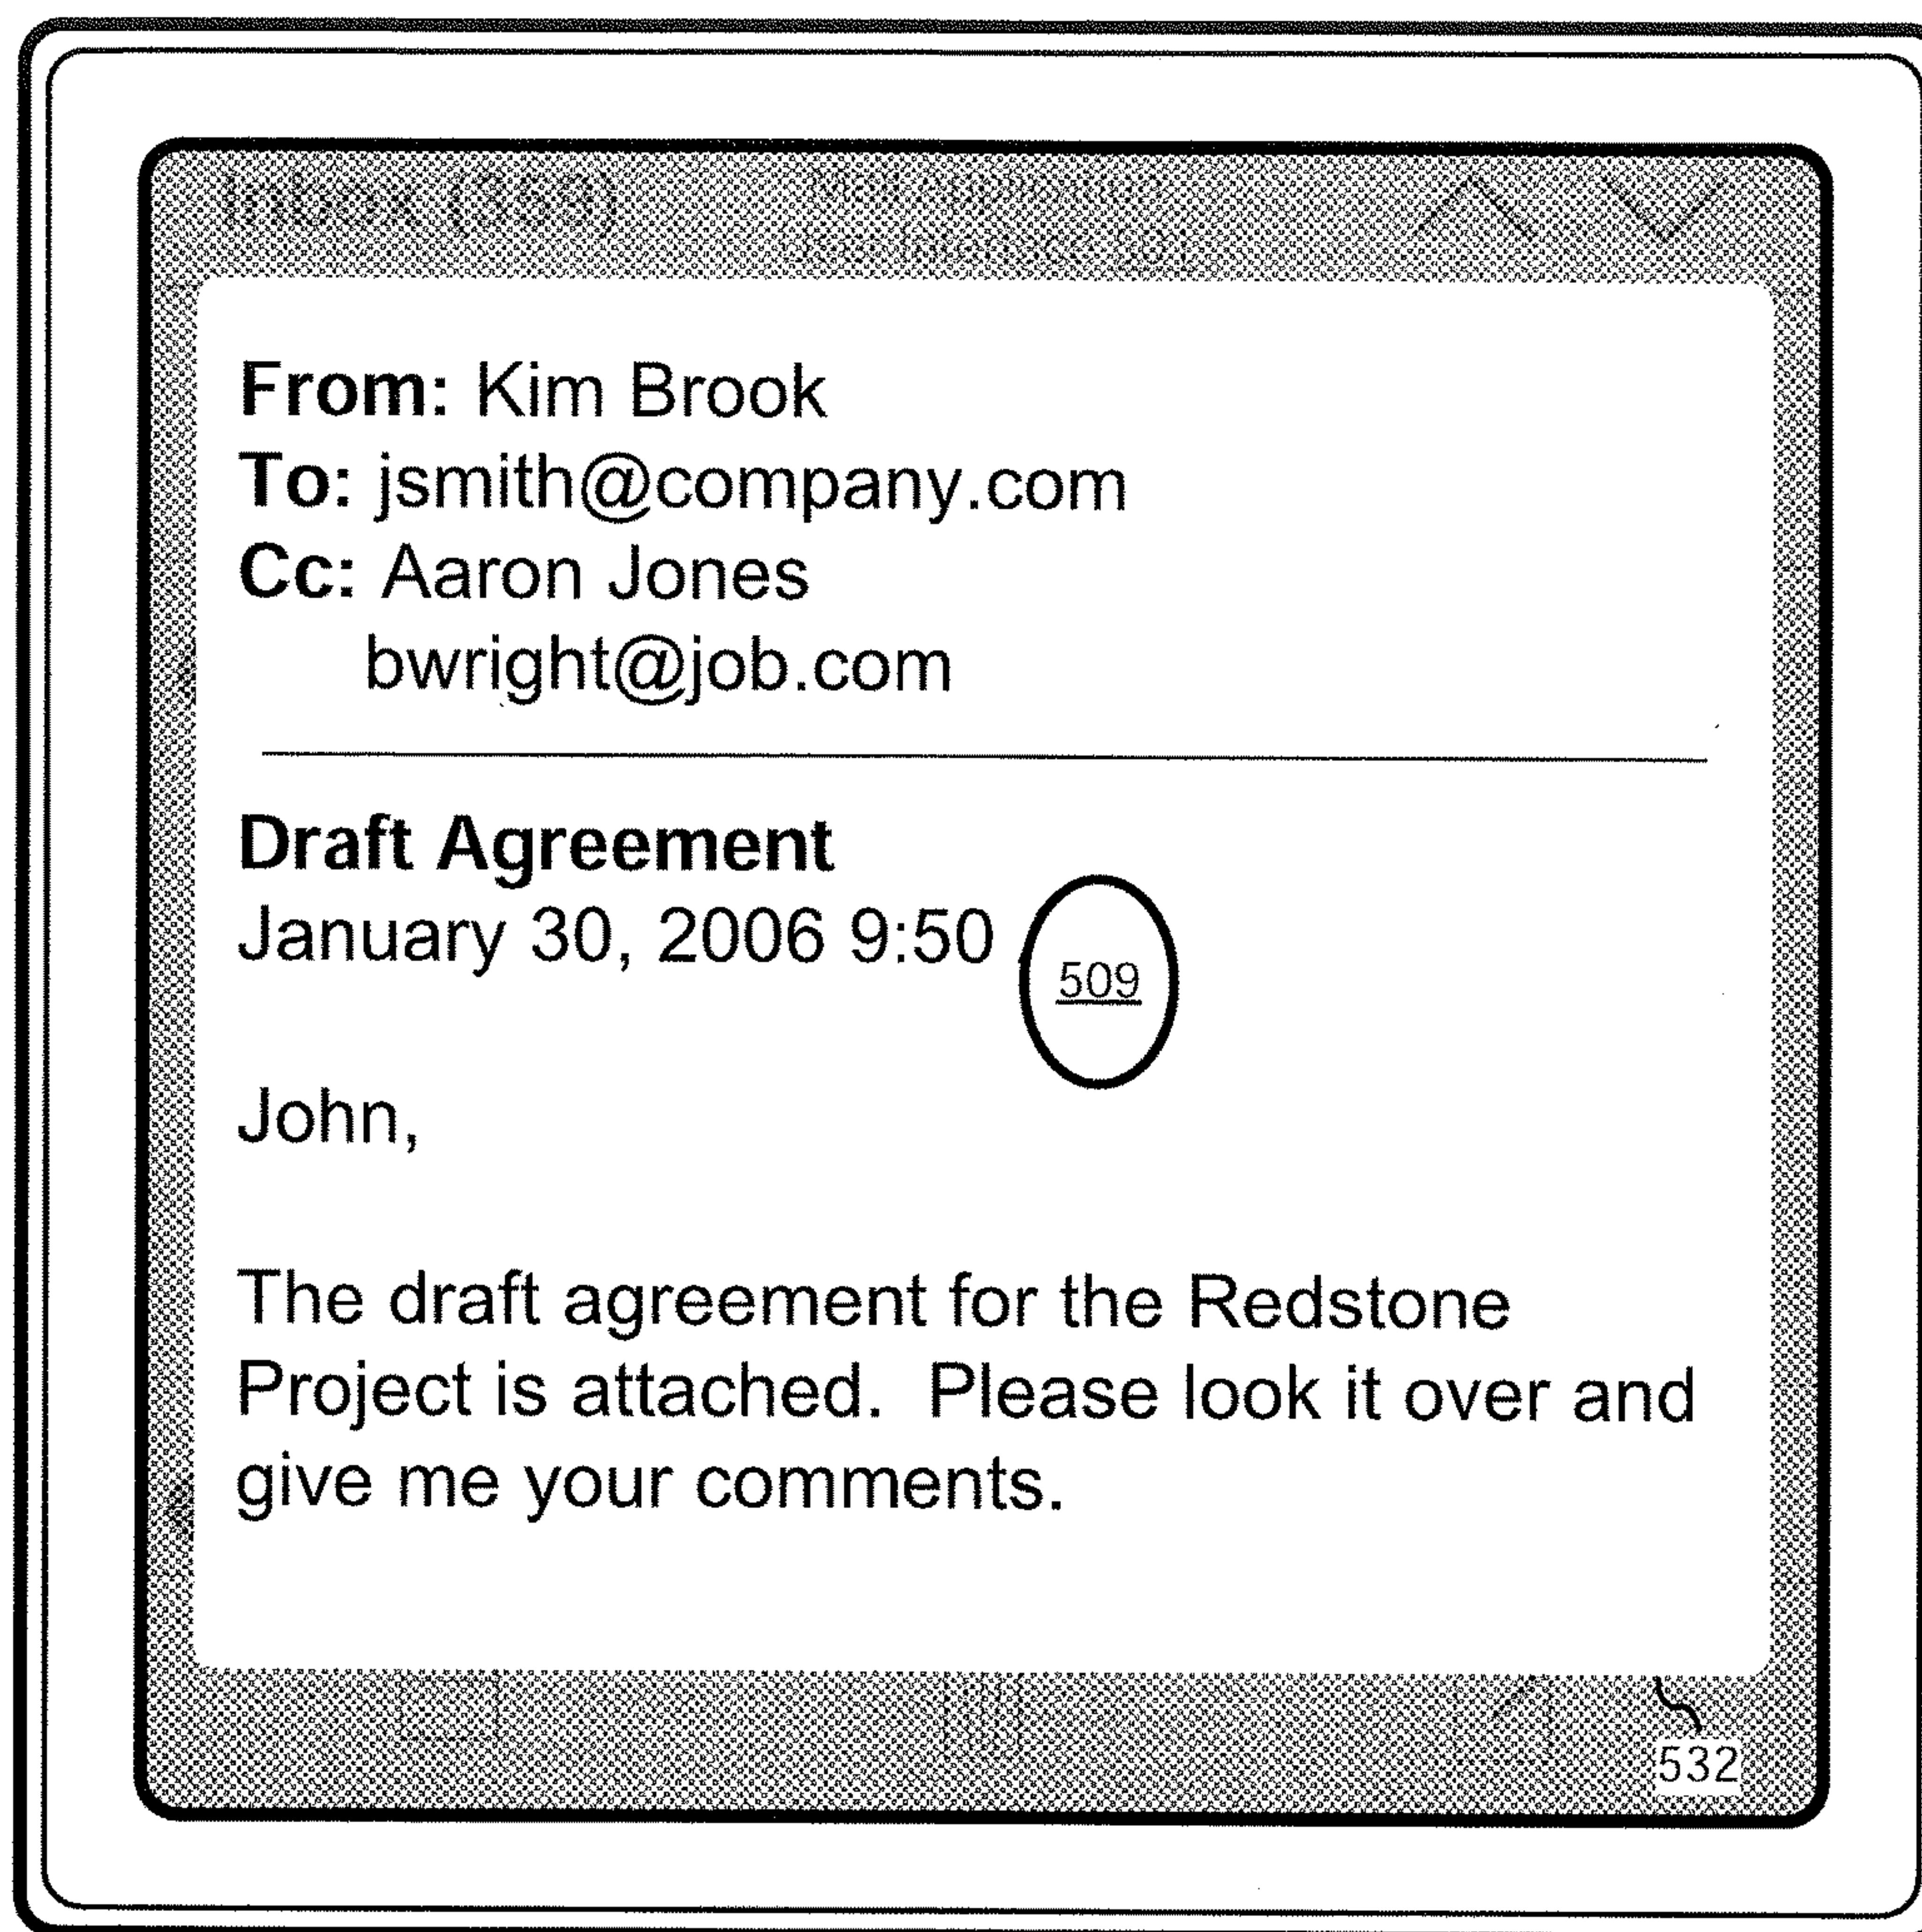 Inbox (353)
From: Kim Brook
To: jsmith@company.com
Cc: Aaron Jones
bwright@job.com
Draft Agreement
January 30, 2006 9:50
509
John,
The draft agreement for the Redstone
Project is attached.  Please look it over and
give me your comments.
532